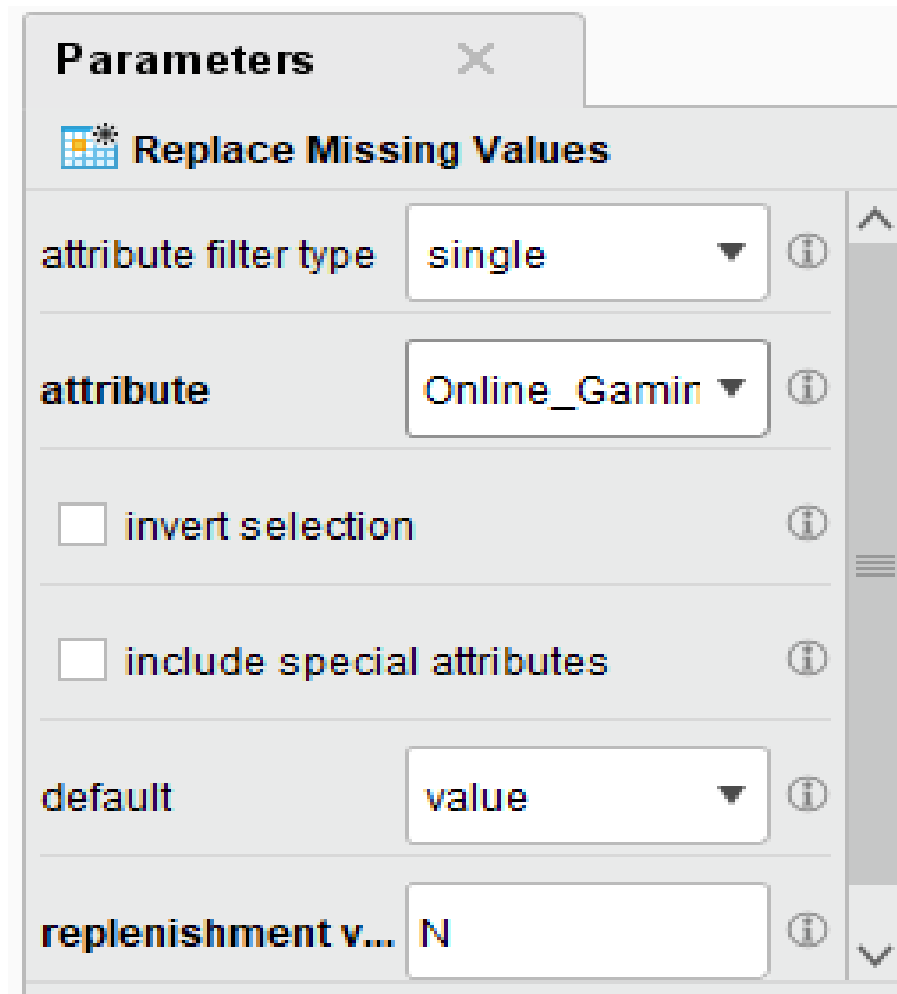 Parameters
Replace Missing Values
attribute filter type single
attribute Online_Gamin
invert selection
include special attributes
default value
replenishment v... N